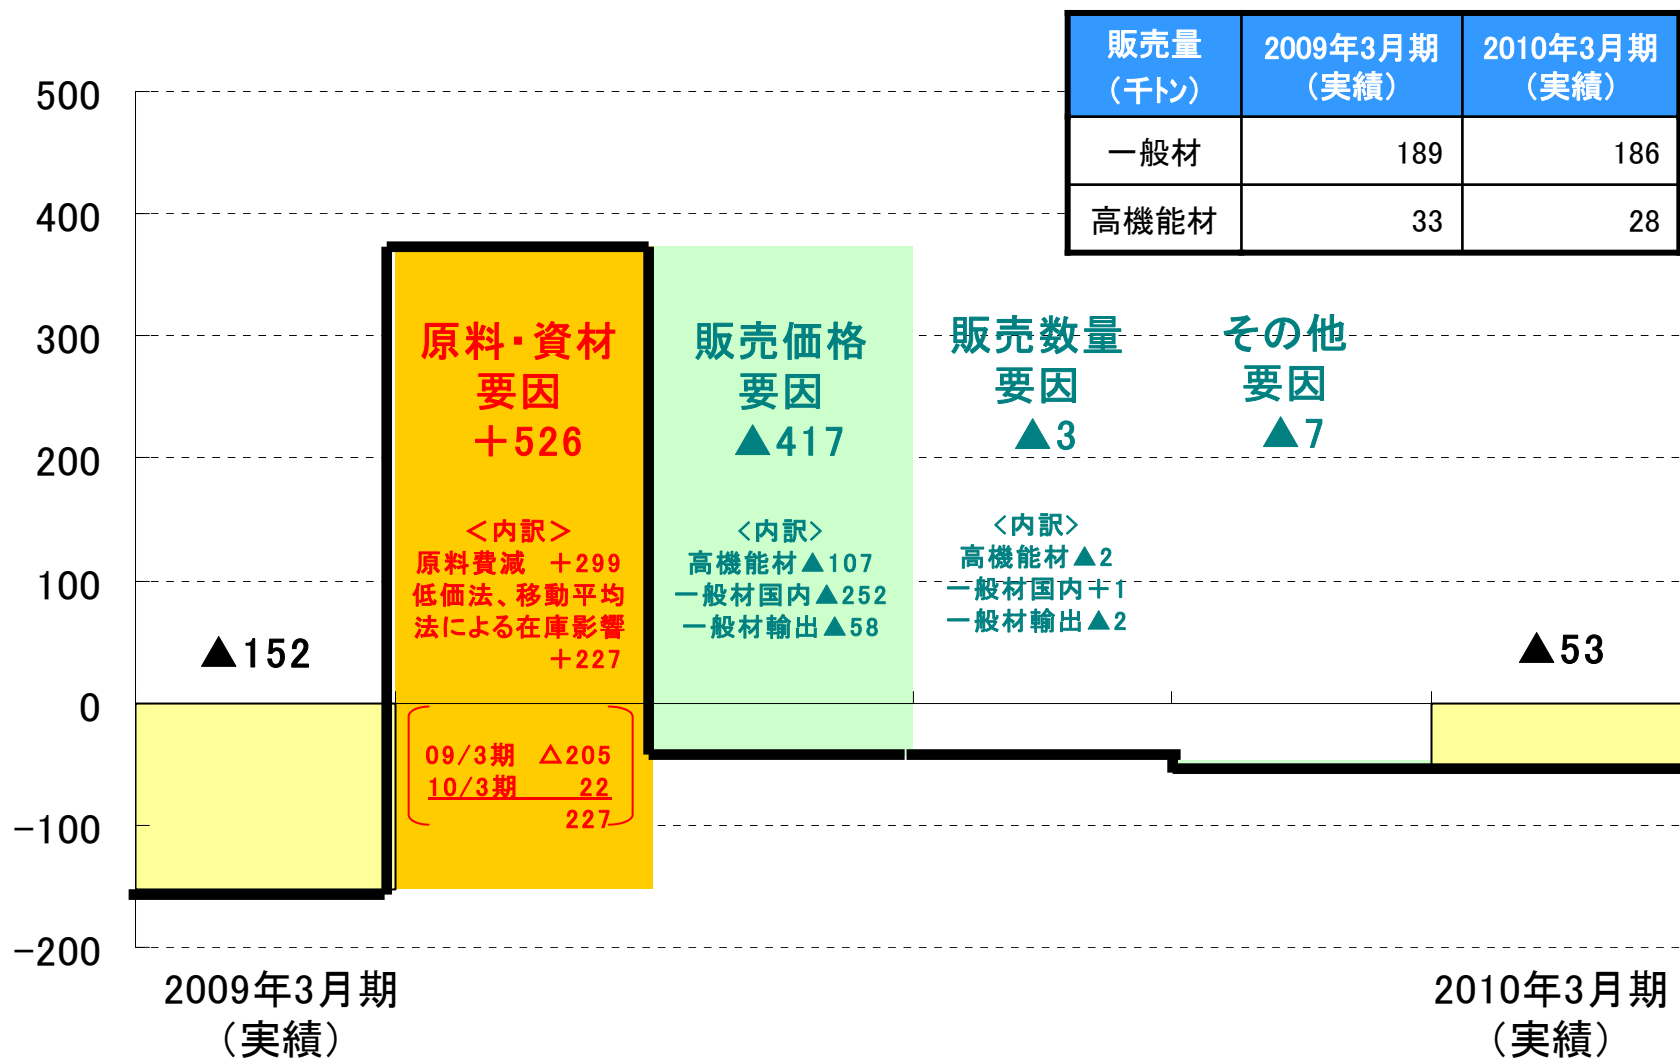 販売量
（千トン）
2009年3月期
（実績）
2010年3月期
（実績）
一般材
189
186
高機能材
33
28
500
400
300
200
100
0
-100
-200
▲152
原料・資材
要因
＋526
＜内訳＞
原料費減 ＋299
低価法、移動平均
法による在庫影響
＋227
09/3期 △205
10/3期 22
227
販売価格
要因
▲417
＜内訳＞
高機能材▲107
一般材国内▲252
一般材輸出▲58
販売数量
要因
▲3
＜内訳＞
高機能材▲2
一般材国内＋1
一般材輸出▲2
その他
要因
▲7
▲53
2009年3月期
（実績）
2010年3月期
（実績）